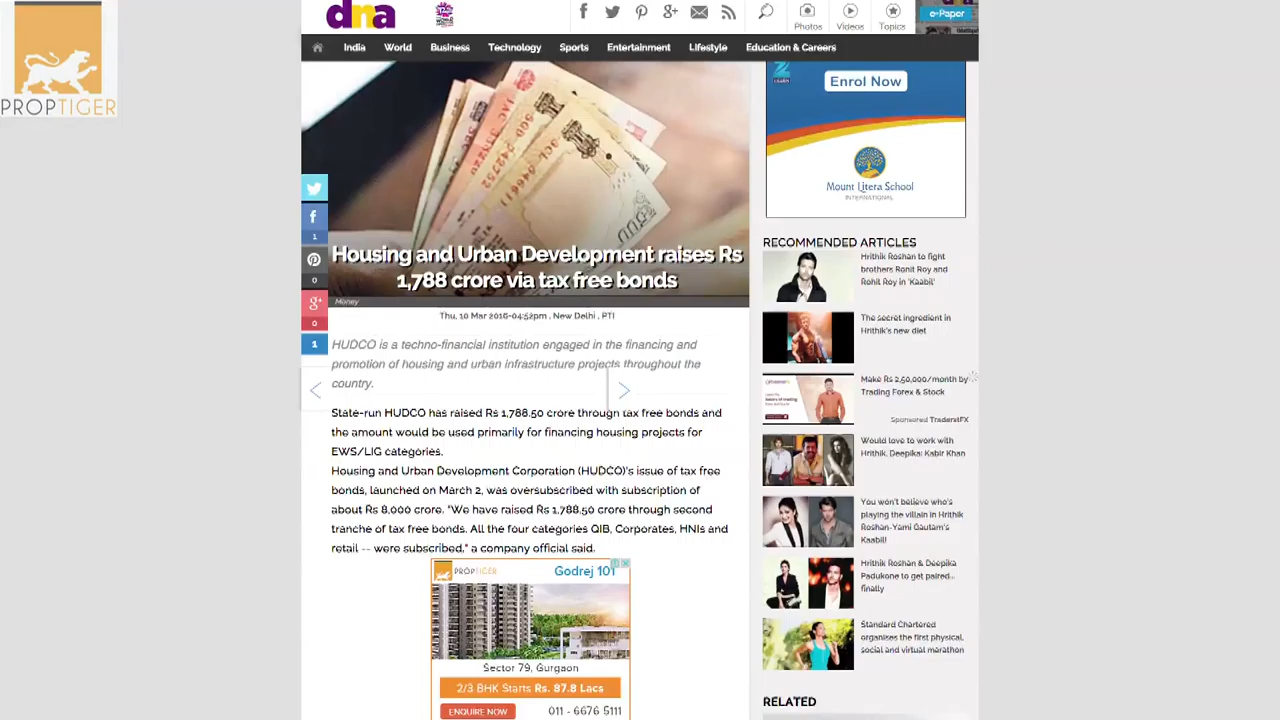 PROPTIGER
dna
Photos
Videos
Topics
e-Paper
India
World
Business
Technology
Sports
Entertainment
Lifestyle
Education & Careers
Housing and Urban Development raises Rs
1,788 crore via tax free bonds
Money
Thu, 10 Mar 2016-04:52pm , New Delhi , PTI
1
0
0
1
HUDCO is a techno-financial institution engaged in the financing and
promotion of housing and urban infrastructure projects throughout the
country.
State-run HUDCO has raised Rs 1,788.50 crore through tax free bonds and
the amount would be used primarily for financing housing projects for
EWS/LIG categories.
Housing and Urban Development Corporation (HUDCO)'s issue of tax free
bonds, launched on March 2, was oversubscribed with subscription of
about Rs 8,000 crore. "We have raised Rs 1,788.50 crore through second
tranche of tax free bonds. All the four categories QIB, Corporates, HNIs and
retail -- were subscribed," a company official said.
PROPTIGER
Godrej 101
Sector 79, Gurgaon
2/3 BHK Starts Rs. 87.8 Lacs
ENQUIRE NOW
011 - 6676 5111
Enrol Now
Mount Litera School
INTERNATIONAL
RECOMMENDED ARTICLES
Hrithik Roshan to fight
brothers Ronit Roy and
Rohit Roy in 'Kaabil'
The secret ingredient in
Hrithik's new diet
Make Rs 2,50,000/month by
Trading Forex & Stock
Sponsored Traders1FX
Would love to work with
Hrithik, Deepika: Kabir Khan
You won't believe who's
playing the villain in Hrithik
Roshan-Yami Gautam's
Kaabil!
Hrithik Roshan & Deepika
Padukone to get paired...
finally
Standard Chartered
organises the first physical,
social and virtual marathon
RELATED